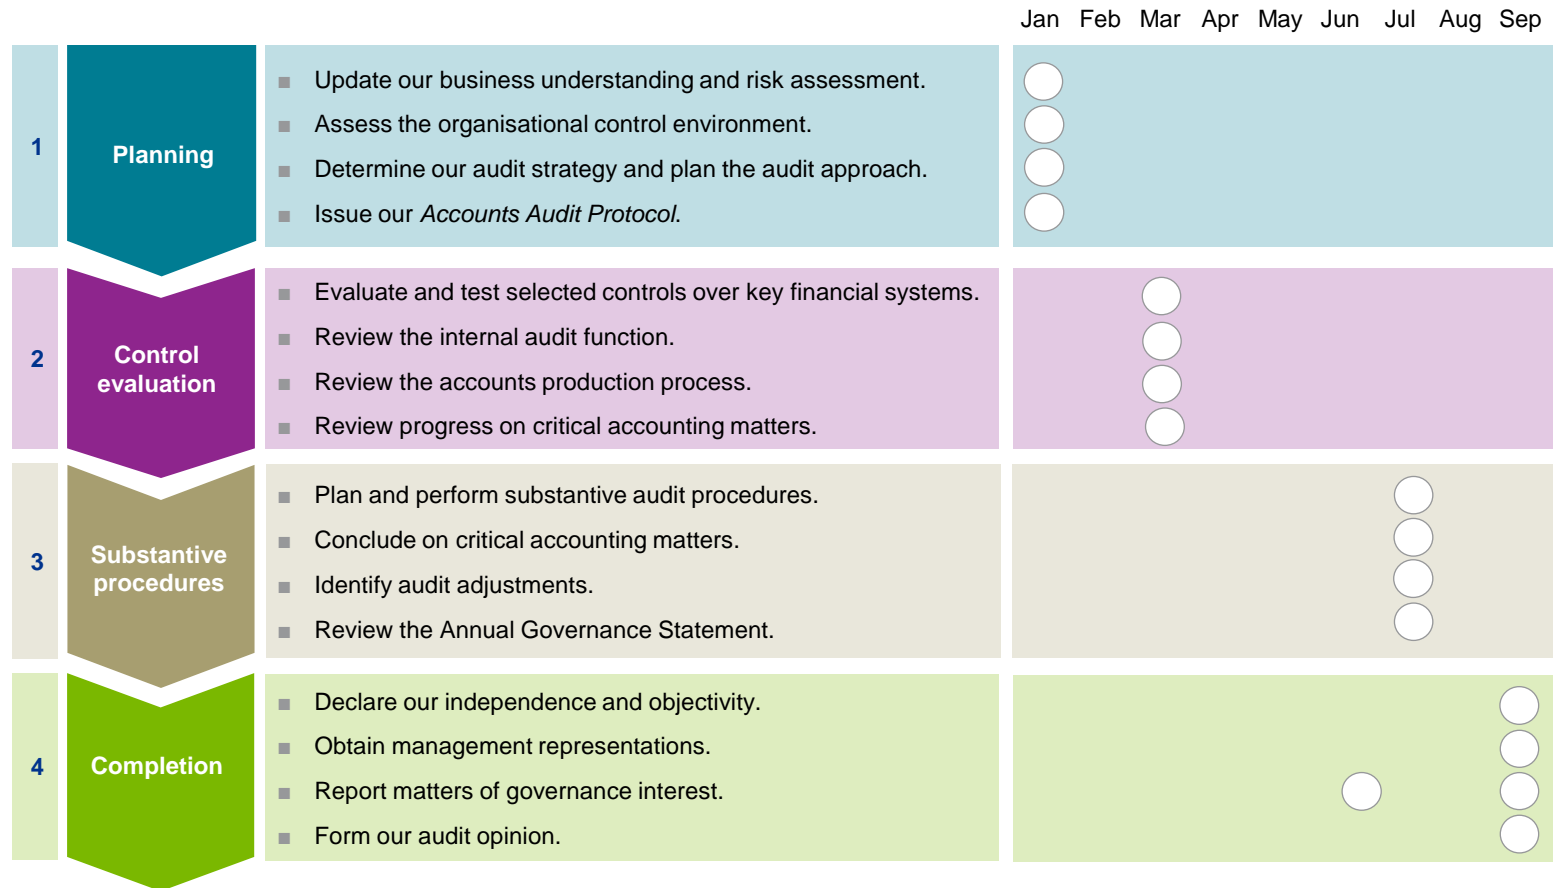 Jan Feb Mar Apr May Jun Jul Aug Sep
1
Planning
■ Update our business understanding and risk assessment.
■ Assess the organisational control environment.
■ Determine our audit strategy and plan the audit approach.
■ Issue our Accounts Audit Protocol.
2
Control
evaluation
■ Evaluate and test selected controls over key financial systems.
■ Review the internal audit function.
■ Review the accounts production process.
■ Review progress on critical accounting matters.
3
Substantive
procedures
■ Plan and perform substantive audit procedures.
■ Conclude on critical accounting matters.
■ Identify audit adjustments.
■ Review the Annual Governance Statement.
4
Completion
■ Declare our independence and objectivity.
■ Obtain management representations.
■ Report matters of governance interest.
■ Form our audit opinion.